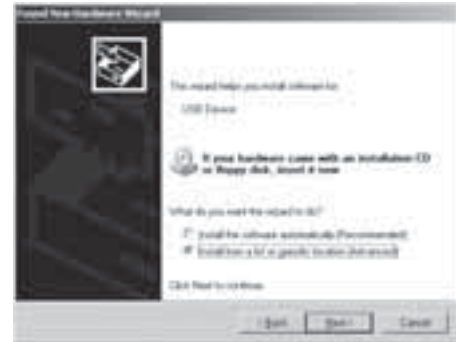 Found New Hardware Wizard
This wizard helps you install software for:
USB Device
If your hardware came with an installation CD
or floppy disk, insert it now.
What do you want the wizard to do?
Install the software automatically (Recommended)
Install from a list or specific location (Advanced)
Click Next to continue.
< Back
Next >
Cancel